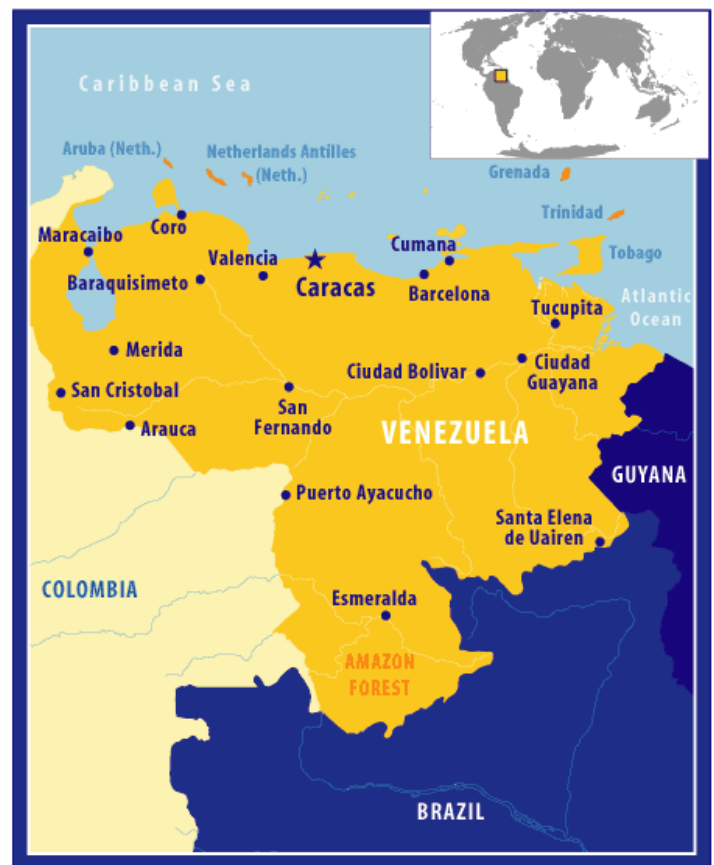 Caribbean Sea
Aruba (Neth.)
Netherlands Antilles
(Neth.)
Grenada
Trinidad
Tobago
Atlantic
Ocean
Maracaibo
Coro
Valencia
Cumana
Baraquisimeto
Caracas
Barcelona
Tucupita
Merida
Ciudad Bolivar
Ciudad
Guayana
San Cristobal
San
Fernando
Arauca
VENEZUELA
GUYANA
Puerto Ayacucho
Santa Elena
de Uairen
COLOMBIA
Esmeralda
AMAZON
FOREST
BRAZIL